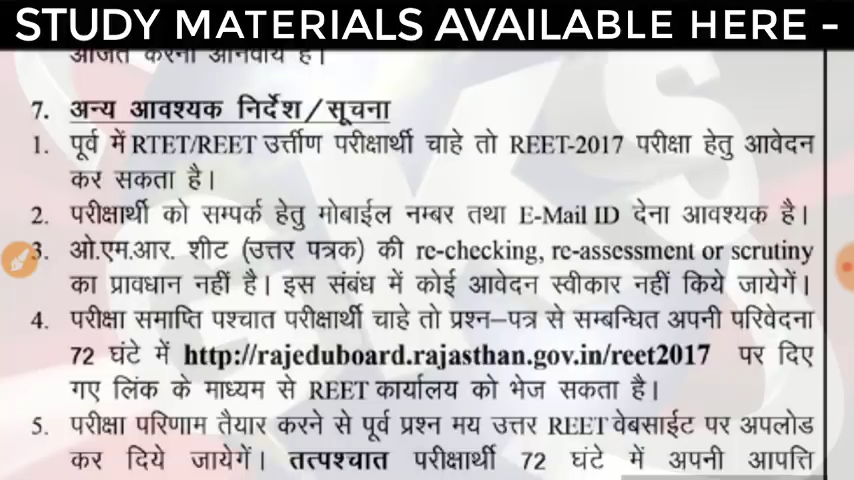 STUDY MATERIALS AVAILABLE HERE -
करना
7. अन्य आवश्यक निर्देश/सूचना
1. पूर्व में RTET/REET उर्त्तीण परीक्षार्थी चाहे तो REET-2017 परीक्षा हेतु आवेदन
कर सकता है।
2. परीक्षार्थी को सम्पर्क हेतु मोबाईल नम्बर तथा E-Mail ID देना आवश्यक है।
3. ओ.एम.आर. शीट (उत्तर पत्रक) की re-checking, re-assessment or scrutiny
का प्रावधान नहीं है। इस संबंध में कोई आवेदन स्वीकार नहीं किये जायेगें।
4. परीक्षा समाप्ति पश्चात परीक्षार्थी चाहे तो प्रश्न–पत्र से सम्बन्धित अपनी परिवेदना
72 घंटे में http://rajeduboard.rajasthan.gov.in/reet2017 पर दिए
गए लिंक के माध्यम से REET कार्यालय को भेज सकता है।
5. परीक्षा परिणाम तैयार करने से पूर्व प्रश्न मय उत्तर REET वेबसाईट पर अपलोड
कर दिये जायेगें। तत्पश्चात परीक्षार्थी 72 घंटे में अपनी आपत्ति